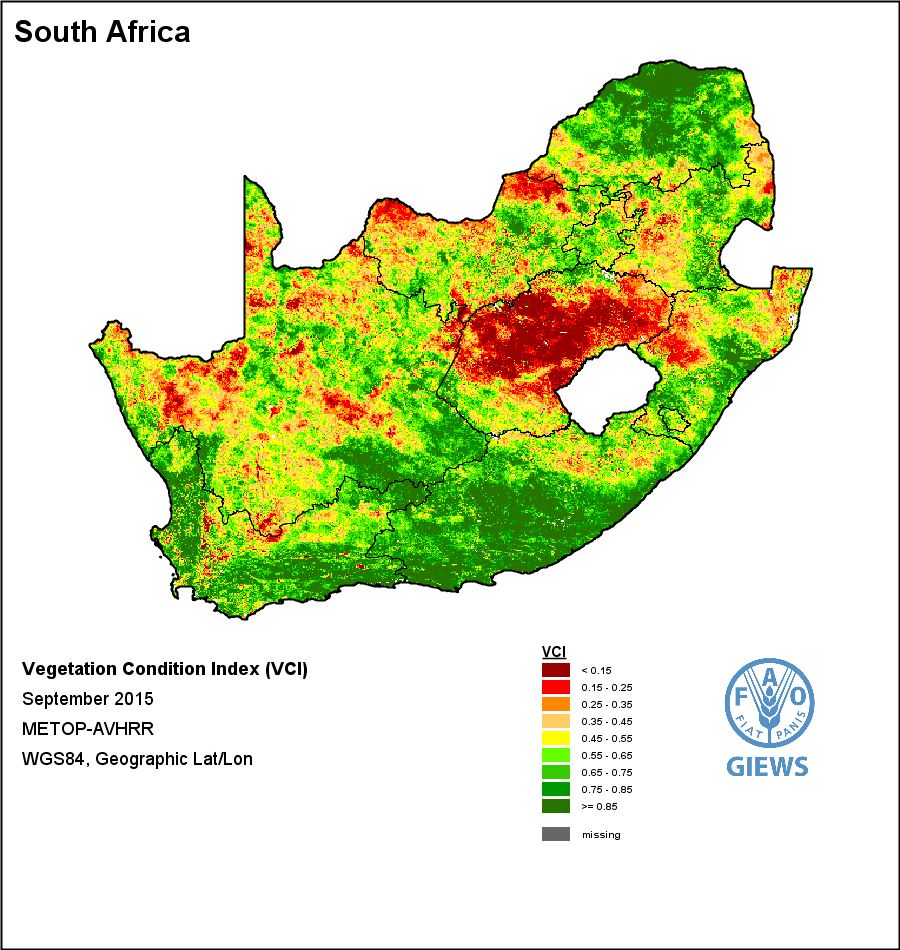 South Africa
Vegetation Condition Index (VCI)
September 2015
METOP-AVHRR
WGS84, Geographic Lat/Lon
VCI
< 0.15
0.15 - 0.25
0.25 - 0.35
0.35 - 0.45
0.45 - 0.55
0.55 - 0.65
0.65 - 0.75
0.75 - 0.85
>= 0.85
missing
F A O
FIAT PANIS
GIEWS